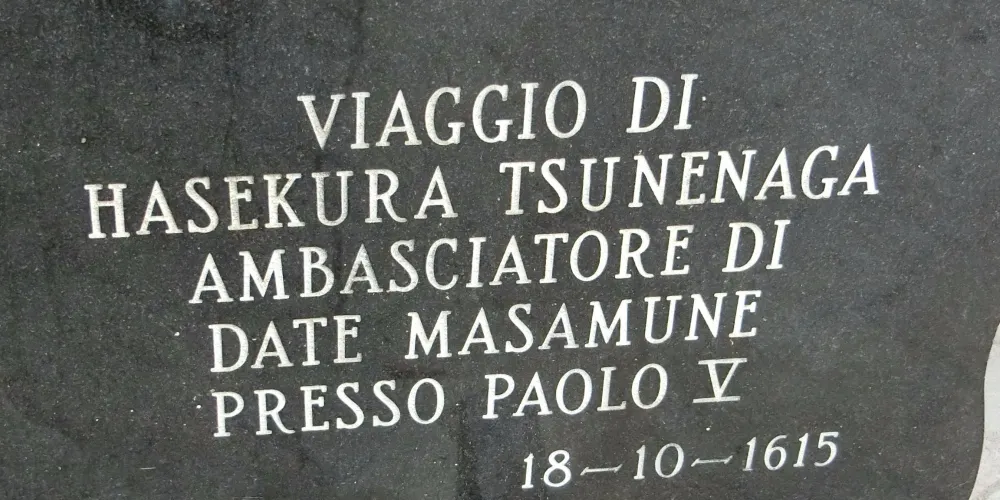 VIAGGIO DI
HASEKURA TSUNENAGA
AMBASCIATORE DI
DATE MASAMUNE
PRESSO PAOLO V
18-10-1615